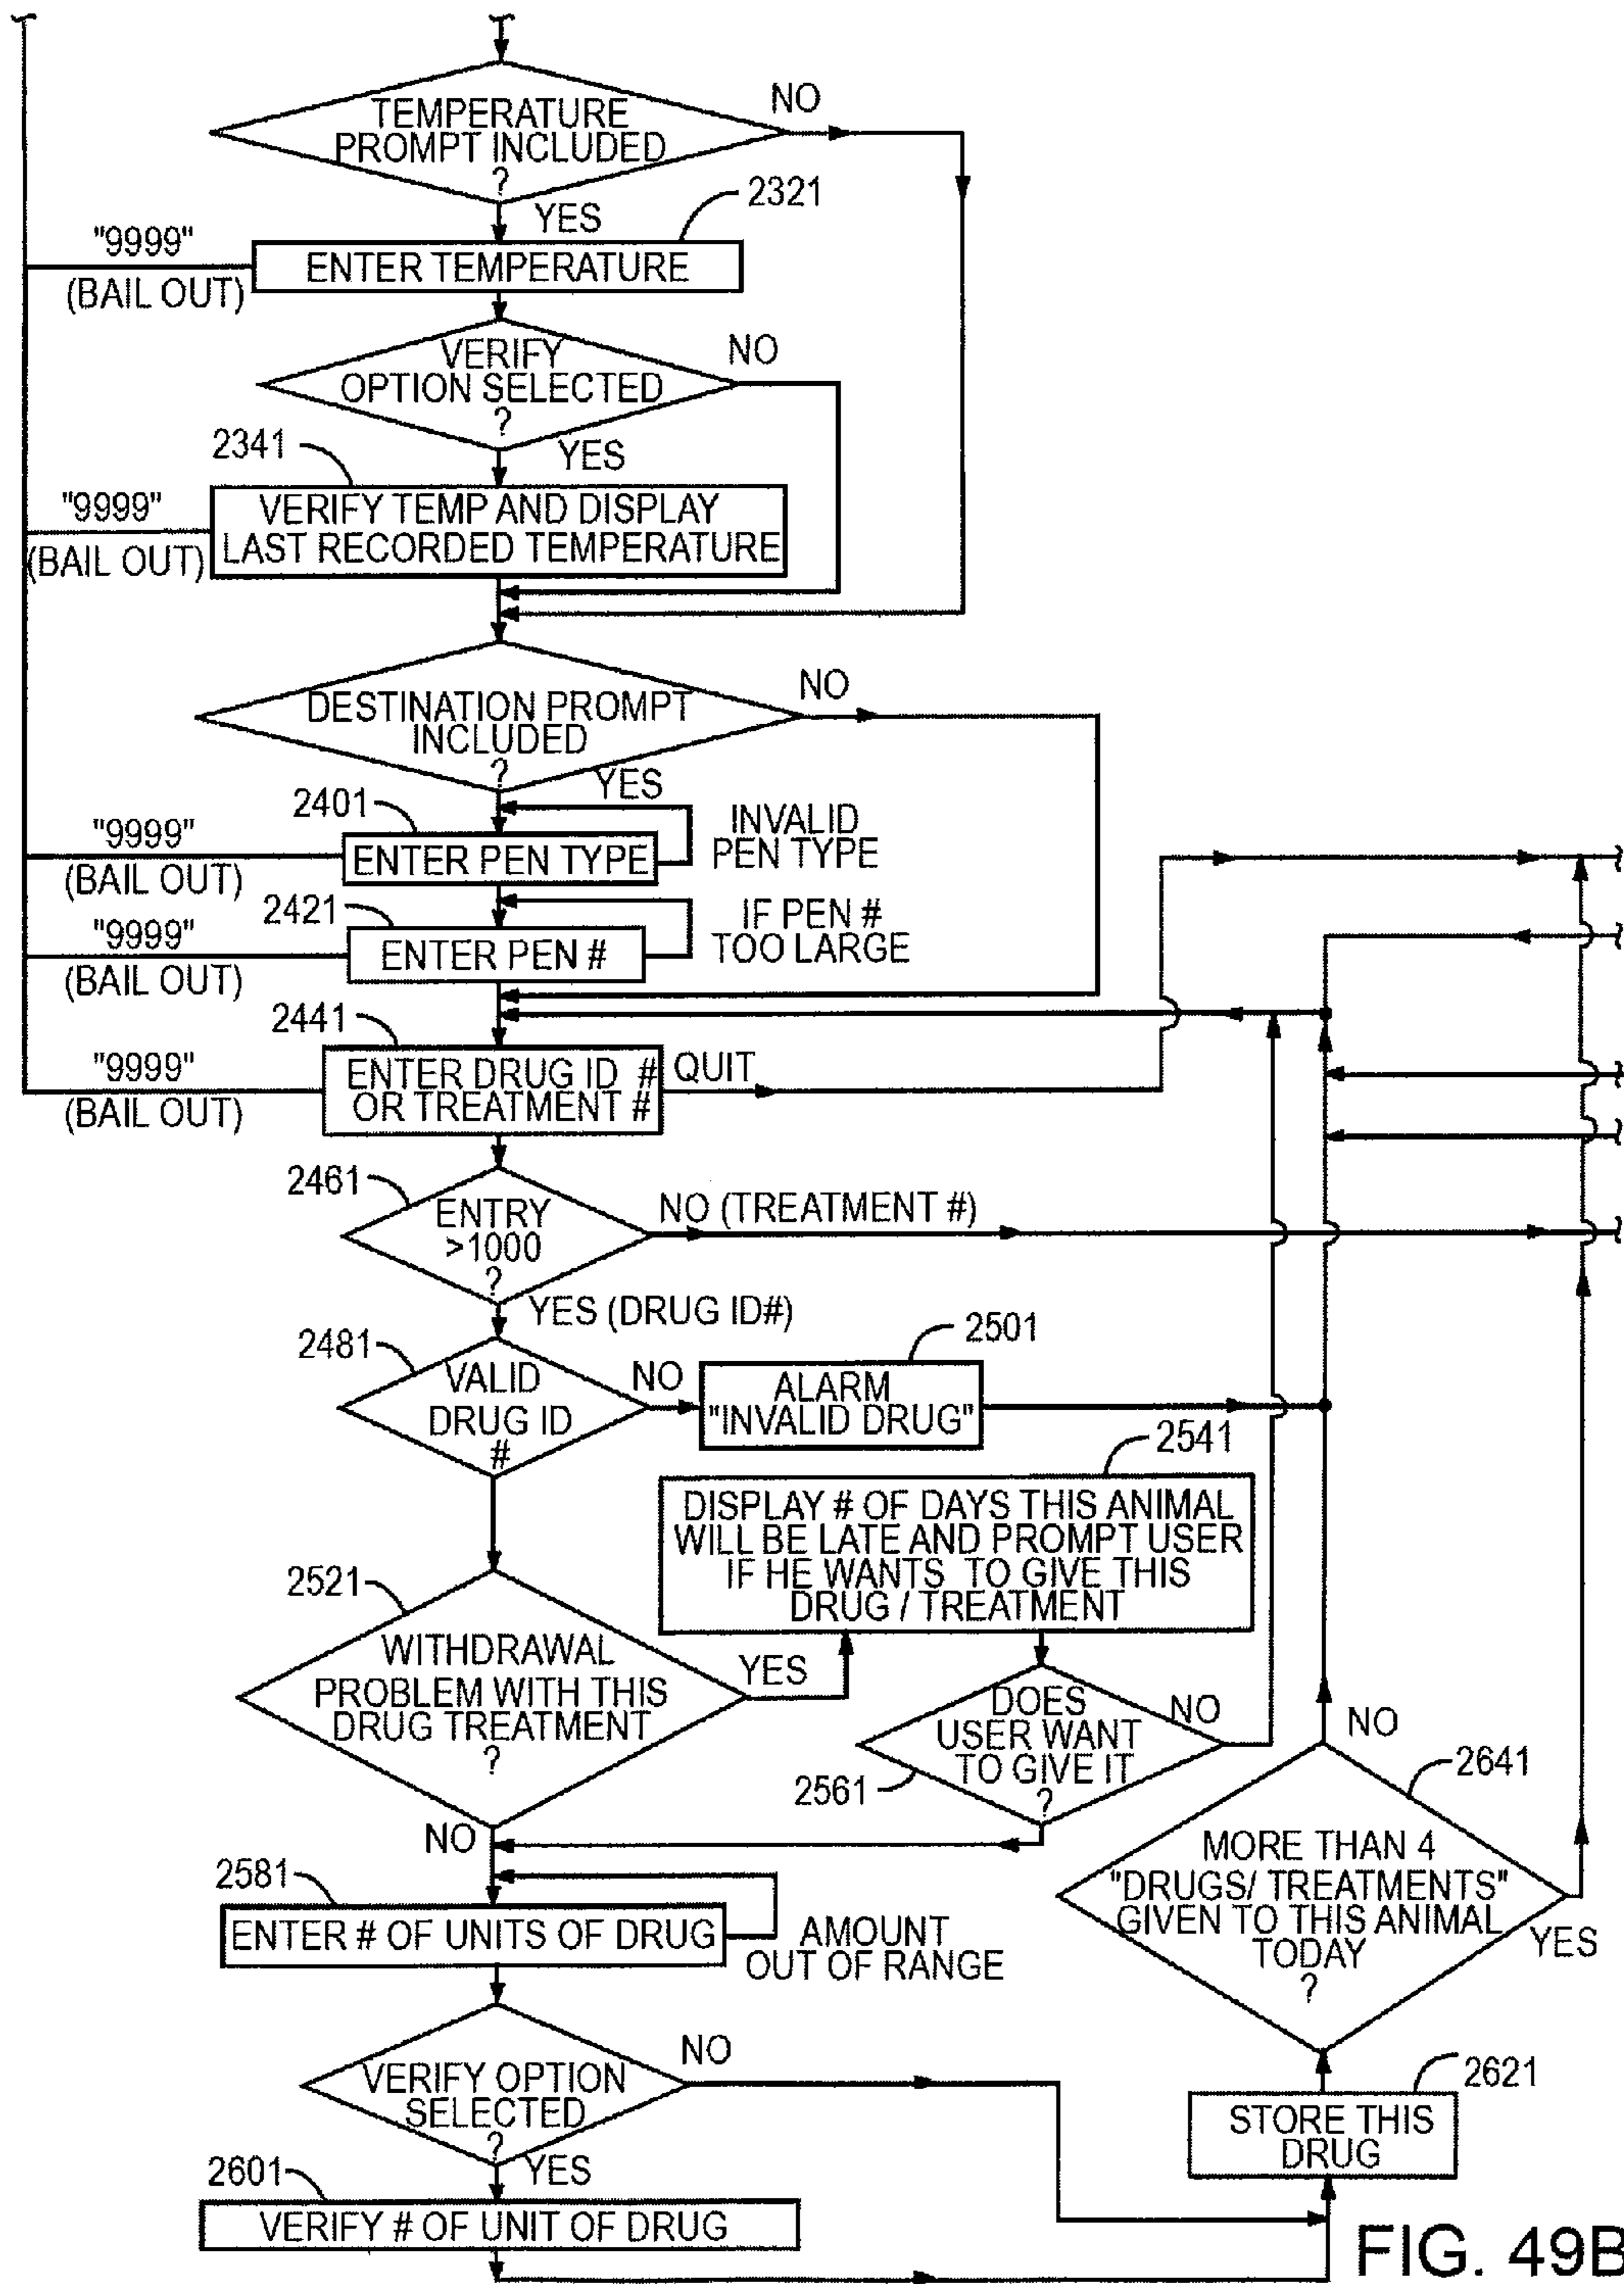 TEMPERATURE
PROMPT INCLUDED
?
NO
YES
2321
"9999"
(BAIL OUT)
ENTER TEMPERATURE
VERIFY
OPTION SELECTED
?
NO
YES
2341
"9999"
(BAIL OUT)
VERIFY TEMP AND DISPLAY
LAST RECORDED TEMPERATURE
DESTINATION PROMPT
INCLUDED
?
NO
YES
2401
"9999"
(BAIL OUT)
ENTER PEN TYPE
INVALID
PEN TYPE
2421
"9999"
(BAIL OUT)
ENTER PEN #
IF PEN #
TOO LARGE
2441
"9999"
(BAIL OUT)
ENTER DRUG ID #
OR TREATMENT #
QUIT
2461
ENTRY
>1000
?
NO (TREATMENT #)
YES (DRUG ID#)
2481
VALID
DRUG ID
#
NO
2501
ALARM
"INVALID DRUG"
2541
DISPLAY # OF DAYS THIS ANIMAL
WILL BE LATE AND PROMPT USER
IF HE WANTS TO GIVE THIS
DRUG / TREATMENT
2521
WITHDRAWAL
PROBLEM WITH THIS
DRUG TREATMENT
?
YES
NO
DOES
USER WANT
TO GIVE IT
?
NO
2561
2641
NO
MORE THAN 4
"DRUGS/ TREATMENTS"
GIVEN TO THIS ANIMAL
TODAY
?
YES
2581
ENTER # OF UNITS OF DRUG
AMOUNT
OUT OF RANGE
VERIFY OPTION
SELECTED
?
NO
YES
2621
STORE THIS
DRUG
2601
VERIFY # OF UNIT OF DRUG
FIG. 49B